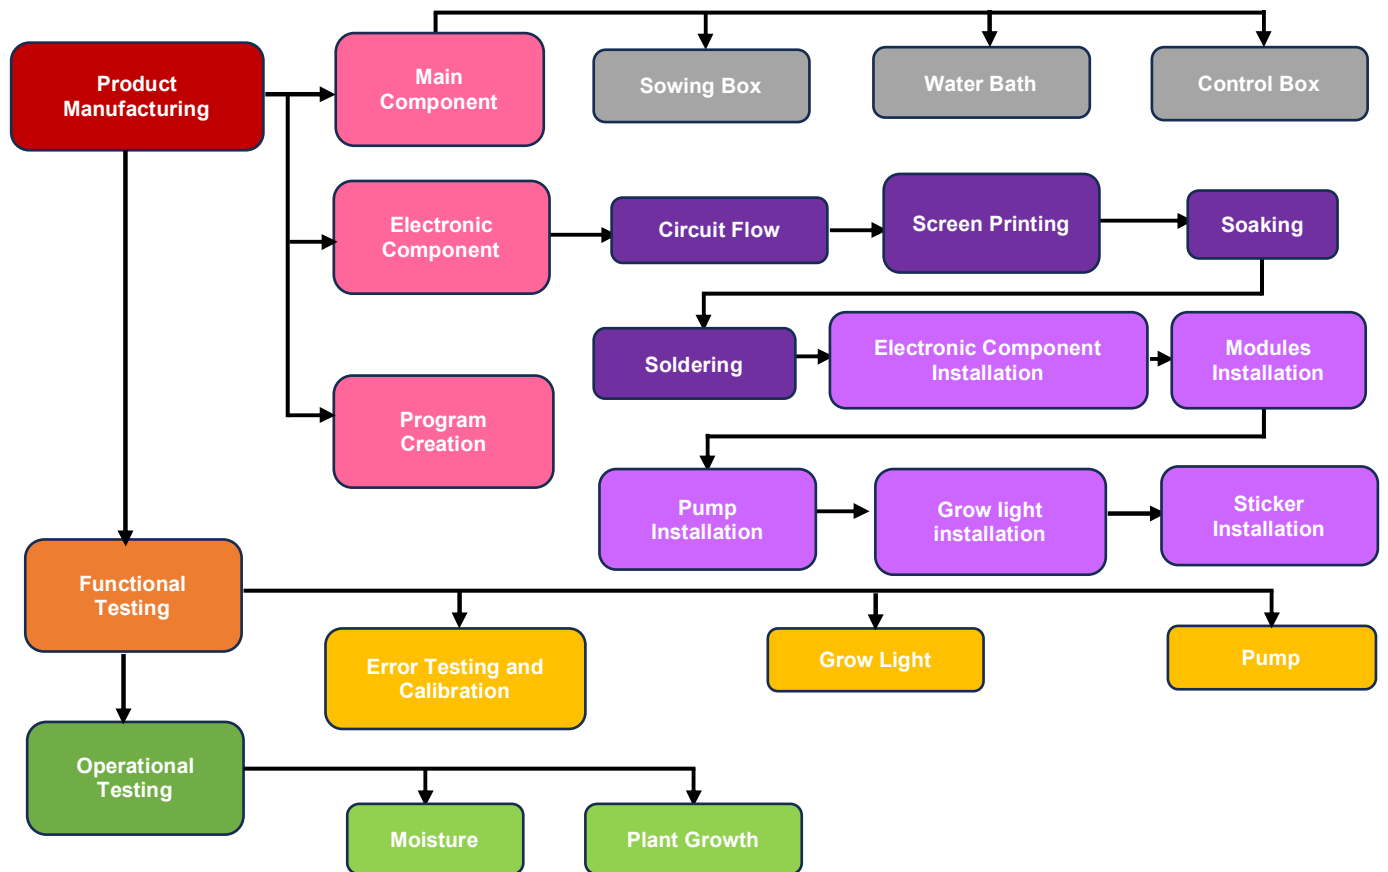 Product
Manufacturing
Main
Component
Sowing Box
Water Bath
Control Box
Electronic
Component
Circuit Flow
Screen Printing
Soaking
Soldering
Electronic Component
Installation
Modules
Installation
Program
Creation
Pump
Installation
Grow light
installation
Sticker
Installation
Functional
Testing
Error Testing and
Calibration
Grow Light
Pump
Operational
Testing
Moisture
Plant Growth